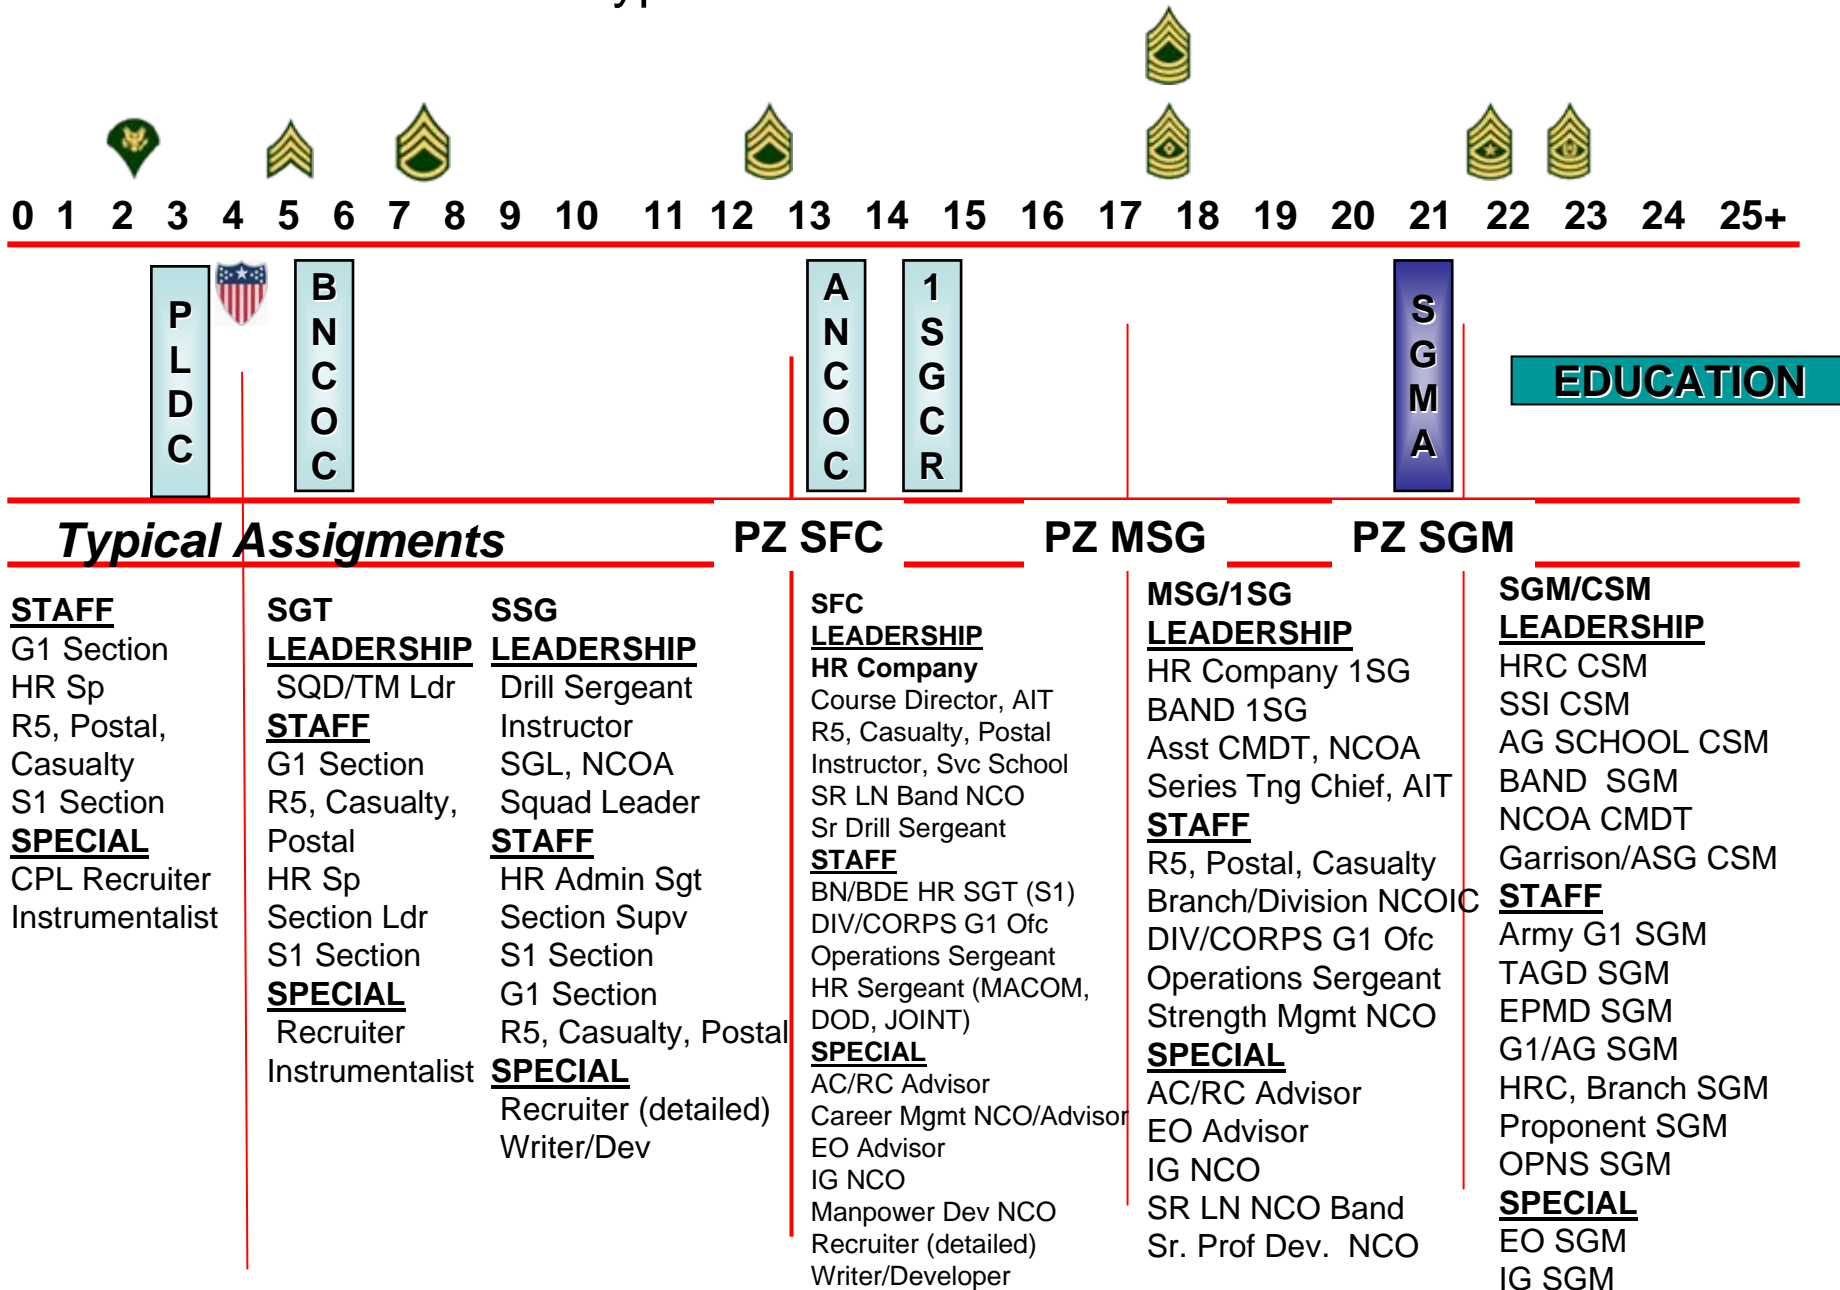 0 1 2 3 4 5 6 7 8 9 10 11 12 13 14 15 16 17 18 19 20 21 22 23 24 25+
PLDC
BNCOC
ANCOC
1SGCR
SGMA
EDUCATION
Typical Assigments
PZ SFC
PZ MSG
PZ SGM
STAFF
G1 Section
HR Sp
R5, Postal,
Casualty
S1 Section
SPECIAL
CPL Recruiter
Instrumentalist
SGT
LEADERSHIP
SQD/TM Ldr
STAFF
G1 Section
R5, Casualty,
Postal
HR Sp
Section Ldr
S1 Section
SPECIAL
Recruiter
Instrumentalist
SSG
LEADERSHIP
Drill Sergeant
Instructor
SGL, NCOA
Squad Leader
STAFF
HR Admin Sgt
Section Supv
S1 Section
G1 Section
R5, Casualty, Postal
SPECIAL
Recruiter (detailed)
Writer/Dev
SFC
LEADERSHIP
HR Company
Course Director, AIT
R5, Casualty, Postal
Instructor, Svc School
SR LN Band NCO
Sr Drill Sergeant
STAFF
BN/BDE HR SGT (S1)
DIV/CORPS G1 Ofc
Operations Sergeant
HR Sergeant (MACOM,
DOD, JOINT)
SPECIAL
AC/RC Advisor
Career Mgmt NCO/Advisor
EO Advisor
IG NCO
Manpower Dev NCO
Recruiter (detailed)
Writer/Developer
MSG/1SG
LEADERSHIP
HR Company 1SG
BAND 1SG
Asst CMDT, NCOA
Series Tng Chief, AIT
STAFF
R5, Postal, Casualty
Branch/Division NCOIC
DIV/CORPS G1 Ofc
Operations Sergeant
Strength Mgmt NCO
SPECIAL
AC/RC Advisor
EO Advisor
IG NCO
SR LN NCO Band
Sr. Prof Dev. NCO
SGM/CSM
LEADERSHIP
HRC CSM
SSI CSM
AG SCHOOL CSM
BAND SGM
NCOA CMDT
Garrison/ASG CSM
STAFF
Army G1 SGM
TAGD SGM
EPMD SGM
G1/AG SGM
HRC, Branch SGM
Proponent SGM
OPNS SGM
SPECIAL
EO SGM
IG SGM